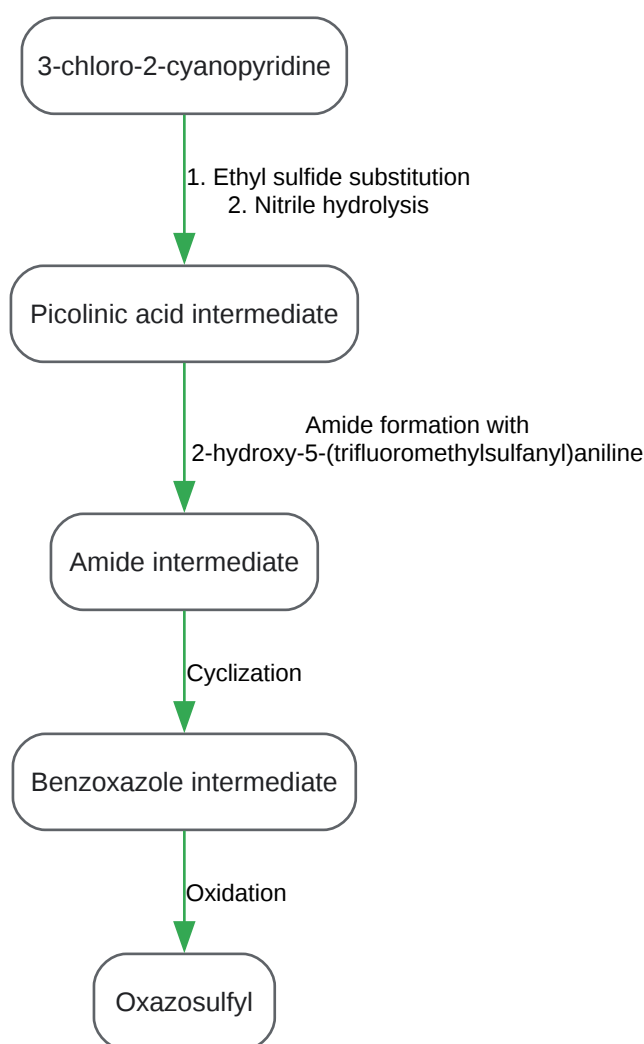 3-chloro-2-cyanopyridine
1. Ethyl sulfide substitution
2. Nitrile hydrolysis
Picolinic acid intermediate
Amide formation with
2-hydroxy-5-(trifluoromethylsulfanyl)aniline
Amide intermediate
Cyclization
Benzoxazole intermediate
Oxidation
Oxazosulfyl